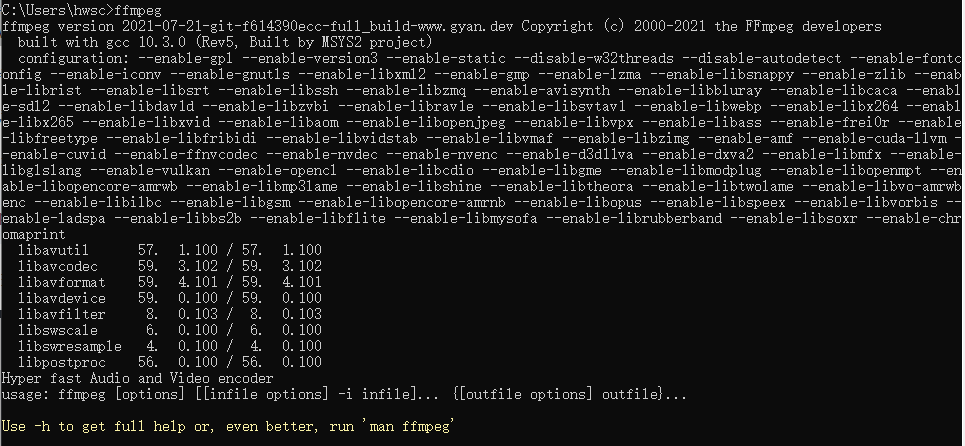 C:\Users\hwsc>ffmpeg
ffmpeg version 2021-07-21-git-f614390ecc-full_build-www.gyan.dev Copyright (c) 2000-2021 the FFmpeg developers
  built with gcc 10.3.0 (Rev5, Built by MSYS2 project)
  configuration: --enable-gpl --enable-version3 --enable-static --disable-w32threads --disable-autodetect --enable-fontc
onfig --enable-iconv --enable-gnutls --enable-libxml2 --enable-gmp --enable-lzma --enable-libsnappy --enable-zlib --enab
le-librist --enable-libsrt --enable-libssh --enable-libzmq --enable-avisynth --enable-libbluray --enable-libcaca --enabl
e-sdl2 --enable-libdav1d --enable-libzvbi --enable-librav1e --enable-libsvtav1 --enable-libwebp --enable-libx264 --enabl
e-libx265 --enable-libxvid --enable-libaom --enable-libopenjpeg --enable-libvpx --enable-libass --enable-frei0r --enable
-libfreetype --enable-libfribidi --enable-libvidstab --enable-libvmaf --enable-libzimg --enable-amf --enable-cuda-llvm -
-enable-cuvid --enable-ffnvcodec --enable-nvdec --enable-nvenc --enable-d3d11va --enable-dxva2 --enable-libmfx --enable-
libglslang --enable-vulkan --enable-opencl --enable-libcdio --enable-libgme --enable-libmodplug --enable-libopenmpt --en
able-libopencore-amrwb --enable-libmp3lame --enable-libshine --enable-libtheora --enable-libtwolame --enable-libvo-amrwb
enc --enable-libilbc --enable-libgsm --enable-libopencore-amrnb --enable-libopus --enable-libspeex --enable-libvorbis --
enable-ladspa --enable-libbs2b --enable-libflite --enable-libmysofa --enable-librubberband --enable-libsoxr --enable-chr
omaprint
  libavutil      57.  1.100 / 57.  1.100
  libavcodec     59.  3.102 / 59.  3.102
  libavformat    59.  4.101 / 59.  4.101
  libavdevice    59.  0.100 / 59.  0.100
  libavfilter     8.  0.103 /  8.  0.103
  libswscale      6.  0.100 /  6.  0.100
  libswresample   4.  0.100 /  4.  0.100
  libpostproc    56.  0.100 / 56.  0.100
Hyper fast Audio and Video encoder
usage: ffmpeg [options] [[infile options] -i infile]... {[outfile options] outfile}...
Use -h to get full help or, even better, run 'man ffmpeg'